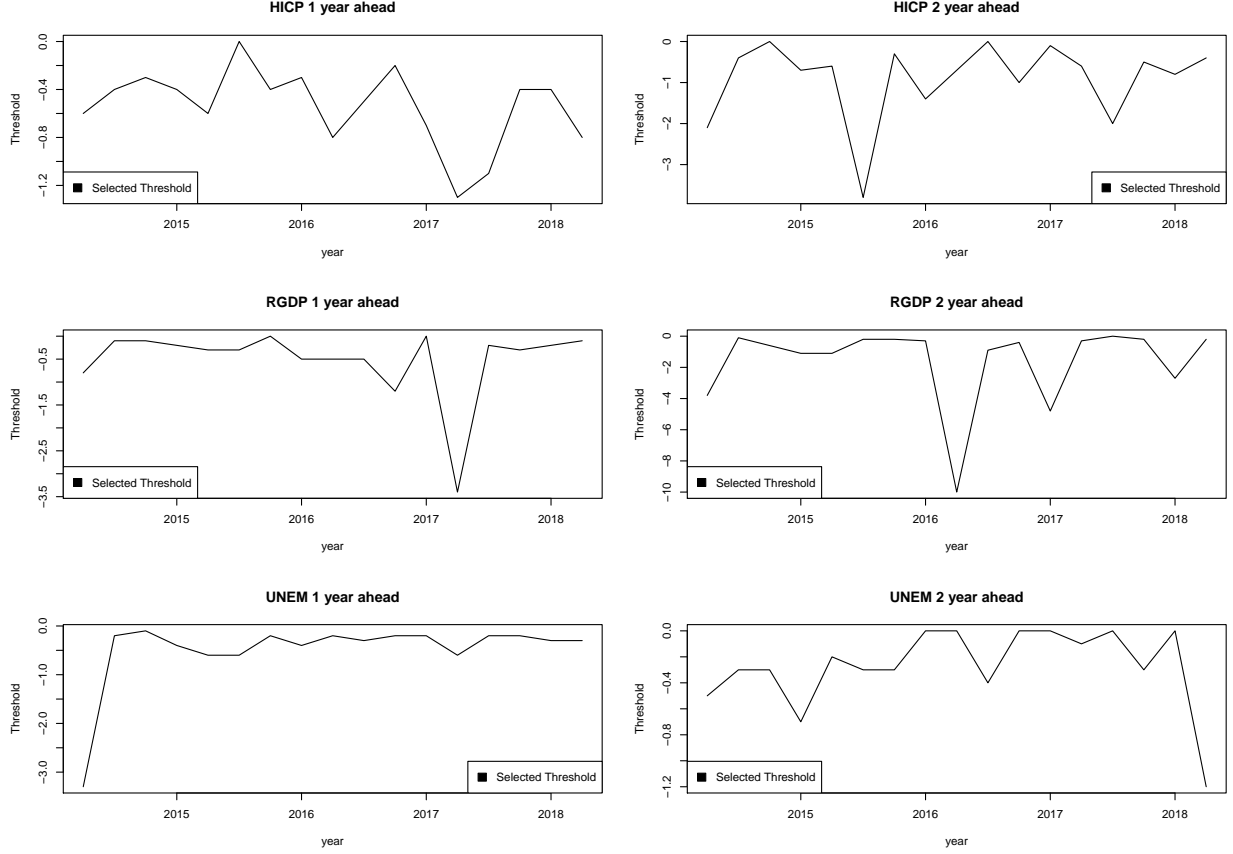 HICP 1 year ahead
Threshold
0.0
−0.4
−0.8
−1.2
Selected Threshold
2015 2016 2017 2018
year
HICP 2 year ahead
Threshold
0
−1
−2
−3
Selected Threshold
2015 2016 2017 2018
year
RGDP 1 year ahead
Threshold
−0.5
−1.5
−2.5
−3.5
Selected Threshold
2015 2016 2017 2018
year
RGDP 2 year ahead
Threshold
0
−2
−4
−6
−8
−10
Selected Threshold
2015 2016 2017 2018
year
UNEM 1 year ahead
Threshold
0.0
−1.0
−2.0
−3.0
Selected Threshold
2015 2016 2017 2018
year
UNEM 2 year ahead
Threshold
0.0
−0.4
−0.8
−1.2
Selected Threshold
2015 2016 2017 2018
year